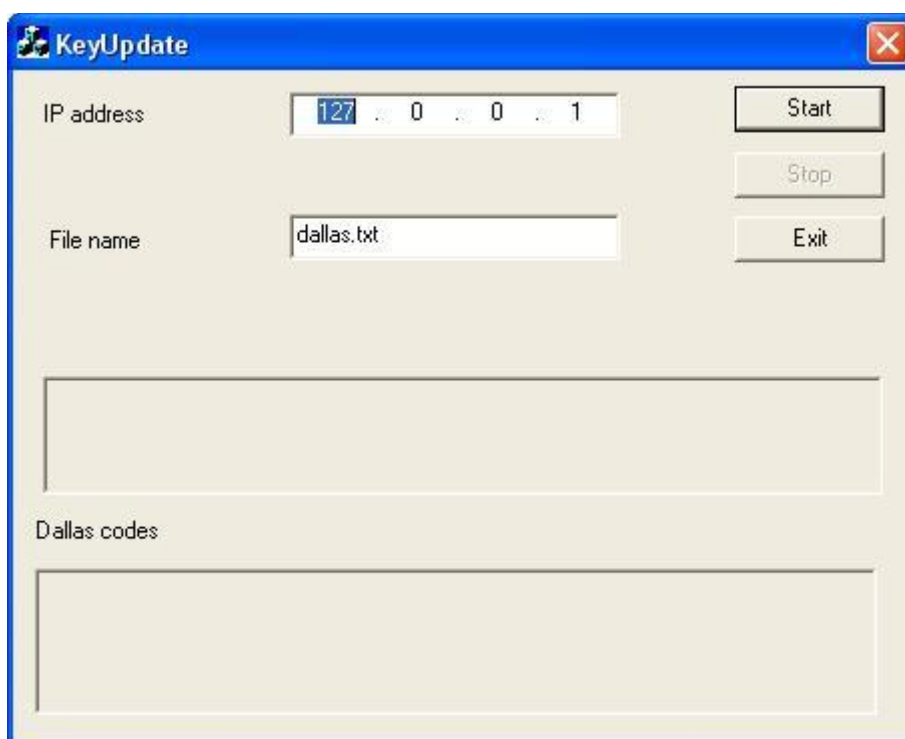 KeyUpdate
IP address 127 . 0 . 0 . 1 Start
Stop
File name dallas.txt Exit
Dallas codes